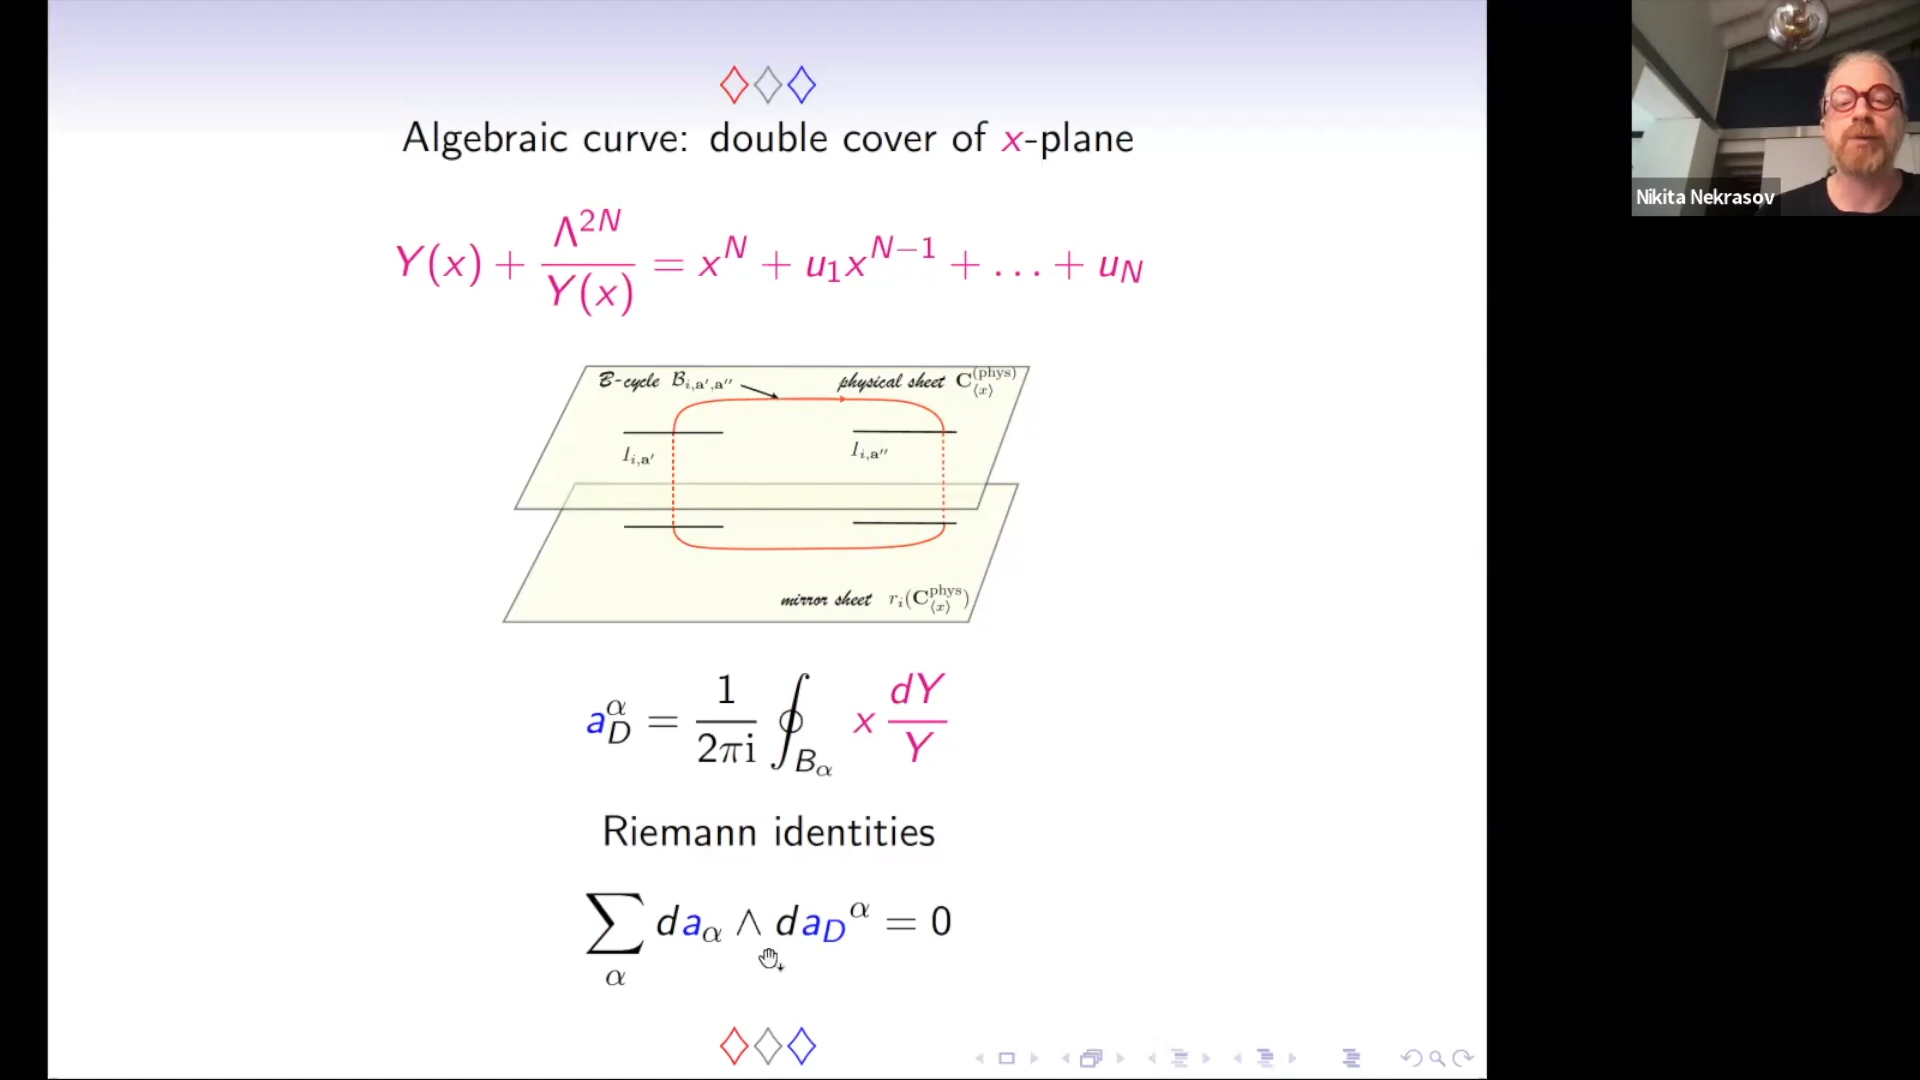 Algebraic curve: double cover of x-plane
Y(x) + Λ^{2N}/Y(x) = x^N + u_1x^{N−1} + … + u_N
B-cycle B_{i,a′,a″}
physical sheet C^{(phys)}_{⟨x⟩}
I_{i,a′}
I_{i,a″}
mirror sheet r_i(C^{phys}_{⟨x⟩})
a_D^α = 1/2πi ∮_{B_α} x dY/Y
Riemann identities
∑_α da_α ∧ da_D^α = 0
Nikita Nekrasov